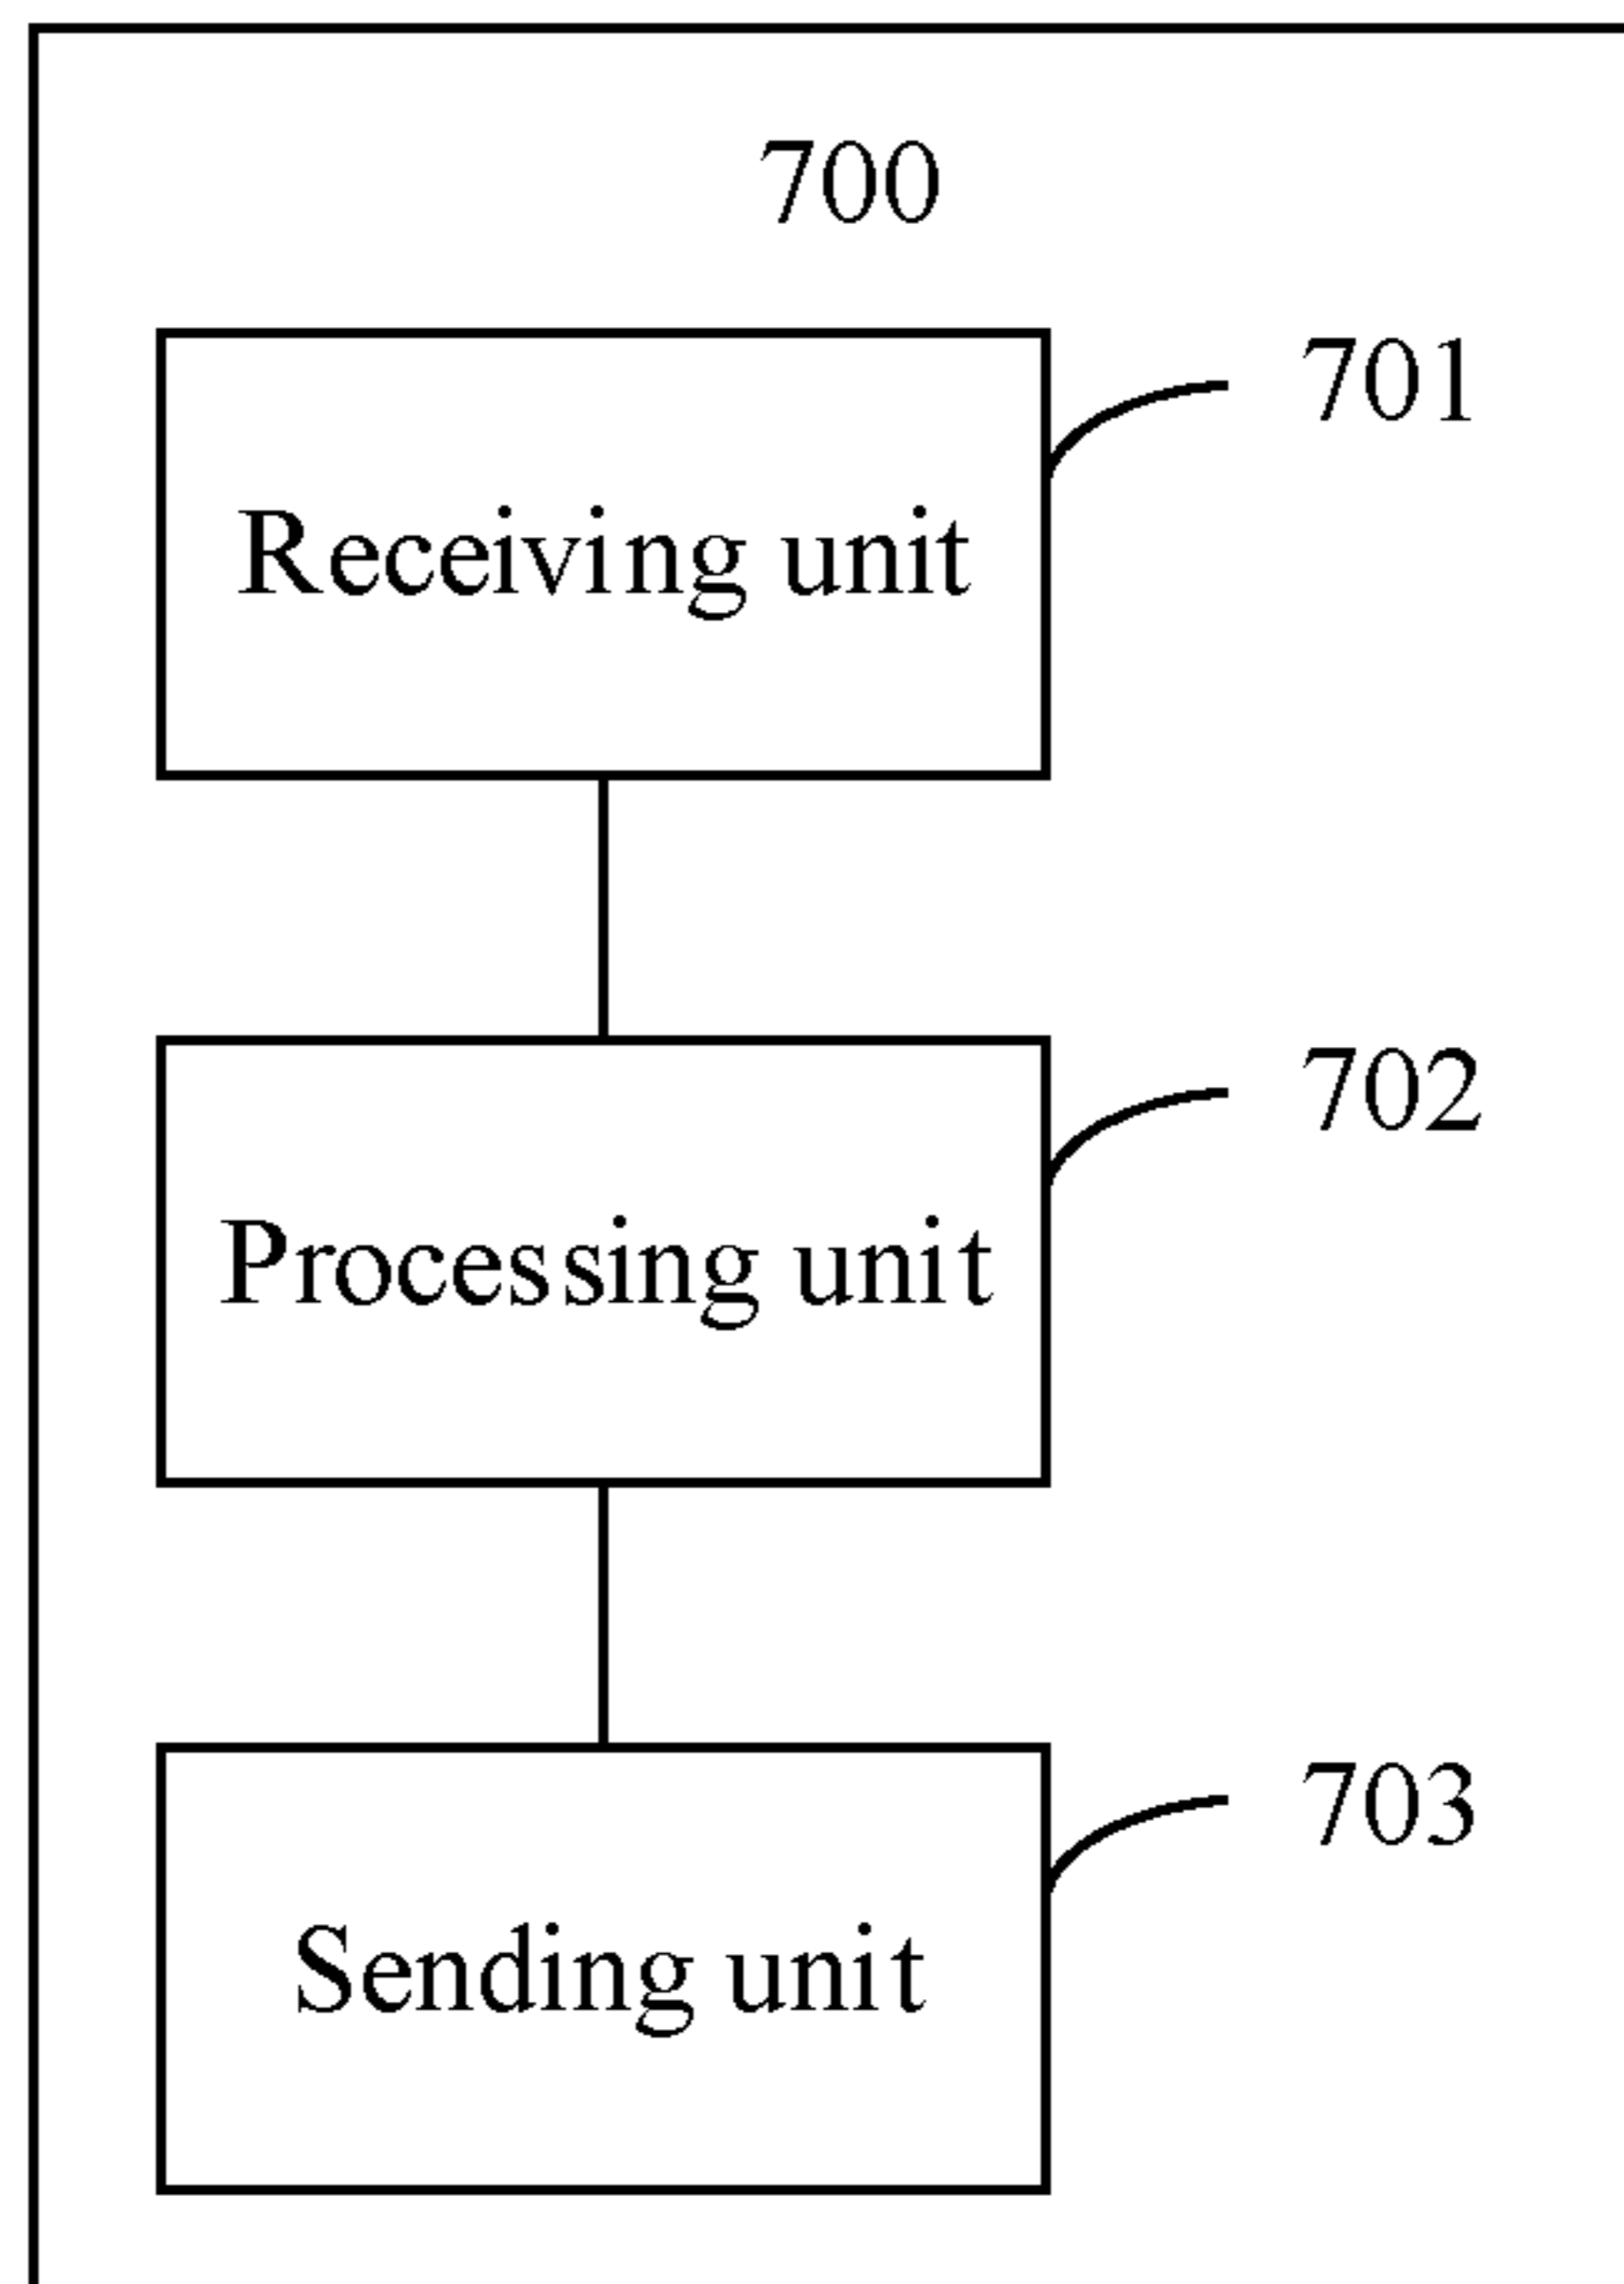 700
701
Receiving unit
702
Processing unit
703
Sending unit